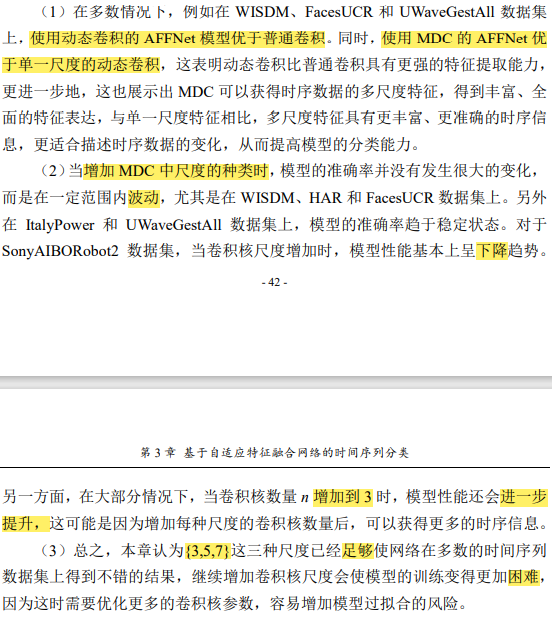 （1）在多数情况下，例如在 WISDM、FacesUCR 和 UWaveGestAll 数据集
上，使用动态卷积的 AFFNet 模型优于普通卷积。同时，使用 MDC 的 AFFNet 优
于单一尺度的动态卷积，这表明动态卷积比普通卷积具有更强的特征提取能力，
更进一步地，这也展示出 MDC 可以获得时序数据的多尺度特征，得到丰富、全
面的特征表达，与单一尺度特征相比，多尺度特征具有更丰富、更准确的时序信
息，更适合描述时序数据的变化，从而提高模型的分类能力。
（2）当增加 MDC 中尺度的种类时，模型的准确率并没有发生很大的变化，
而是在一定范围内波动，尤其是在 WISDM、HAR 和 FacesUCR 数据集上。另外
在 ItalyPower 和 UWaveGestAll 数据集上，模型的准确率趋于稳定状态。对于
SonyAIBORobot2 数据集，当卷积核尺度增加时，模型性能基本上呈下降趋势。
- 42 -
第 3 章 基于自适应特征融合网络的时间序列分类
另一方面，在大部分情况下，当卷积核数量 n 增加到 3 时，模型性能还会进一步
提升，这可能是因为增加每种尺度的卷积核数量后，可以获得更多的时序信息。
（3）总之，本章认为{3,5,7}这三种尺度已经足够使网络在多数的时间序列
数据集上得到不错的结果，继续增加卷积核尺度会使模型的训练变得更加困难，
因为这时需要优化更多的卷积核参数，容易增加模型过拟合的风险。